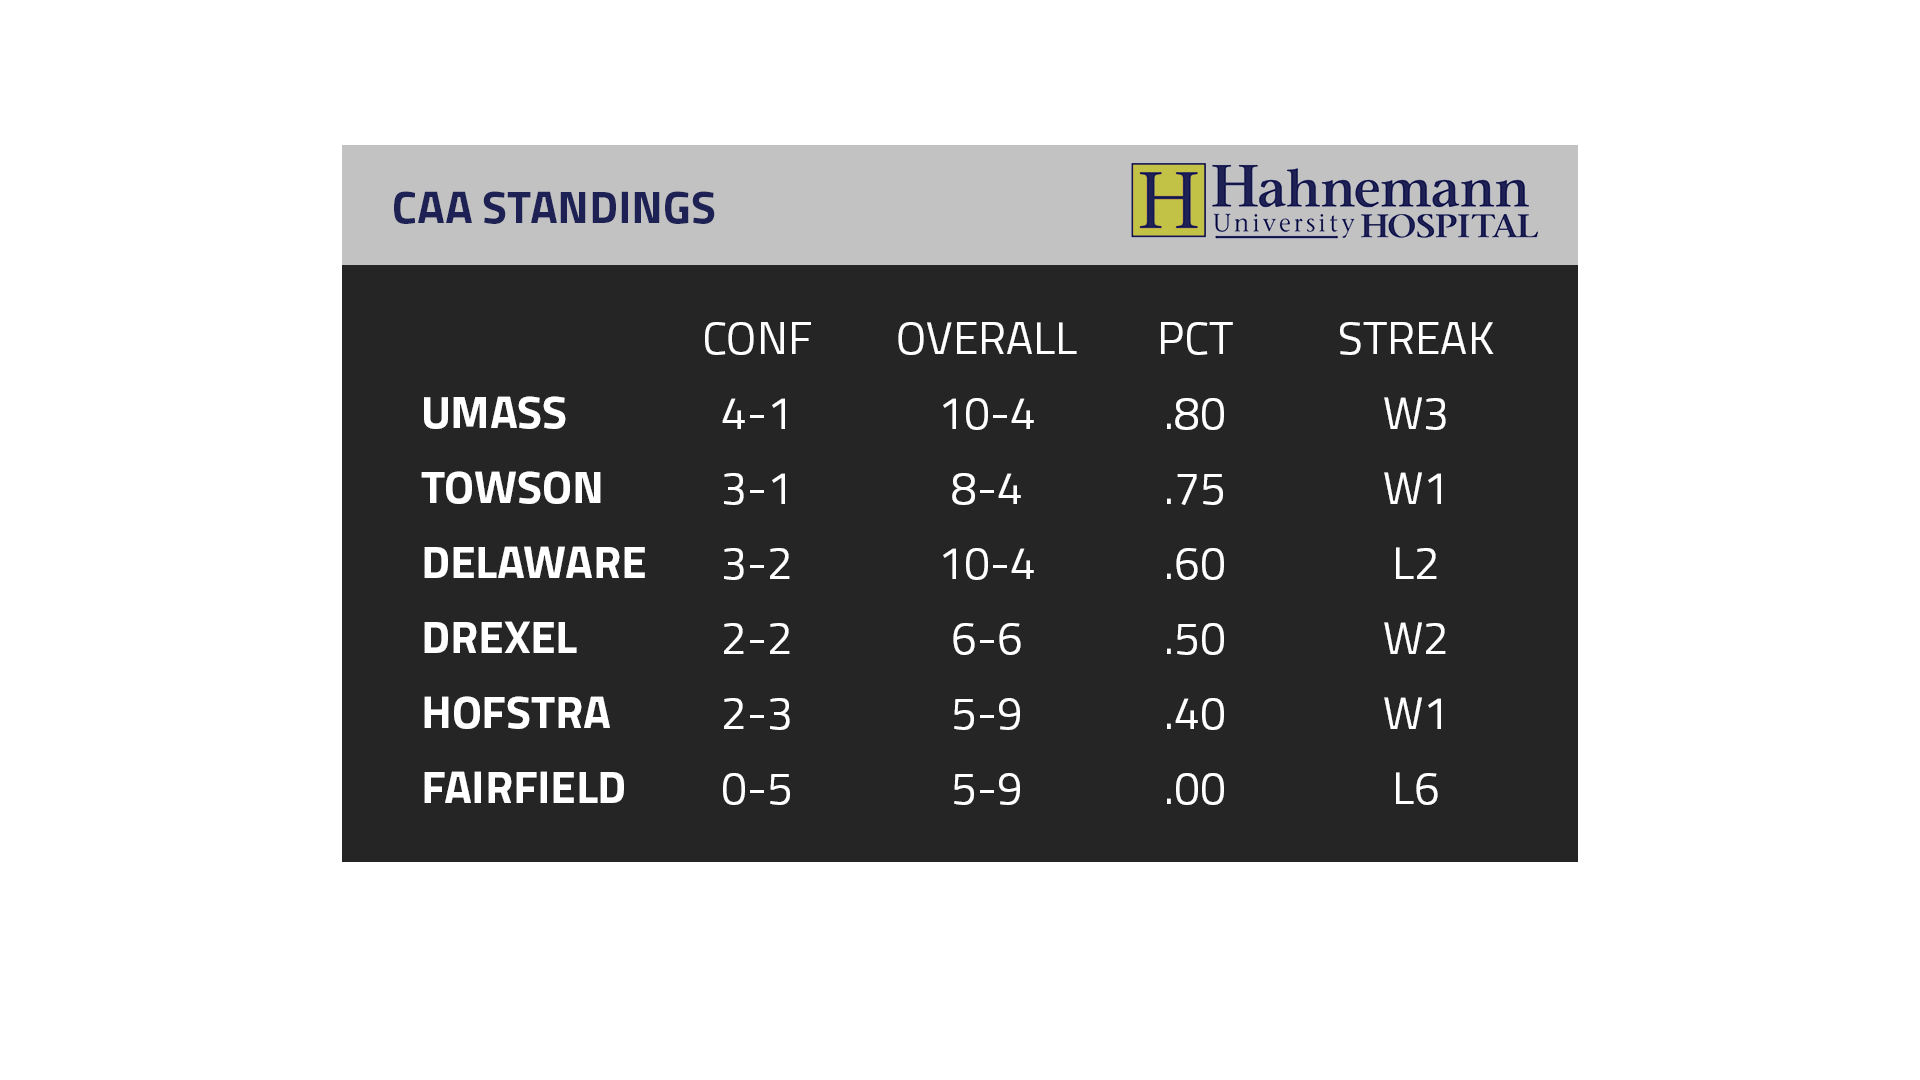 CAA STANDINGS
H Hahnemann
University HOSPITAL
CONF OVERALL PCT STREAK
UMASS 4-1 10-4 .80 W3
TOWSON 3-1 8-4 .75 W1
DELAWARE 3-2 10-4 .60 L2
DREXEL 2-2 6-6 .50 W2
HOFSTRA 2-3 5-9 .40 W1
FAIRFIELD 0-5 5-9 .00 L6